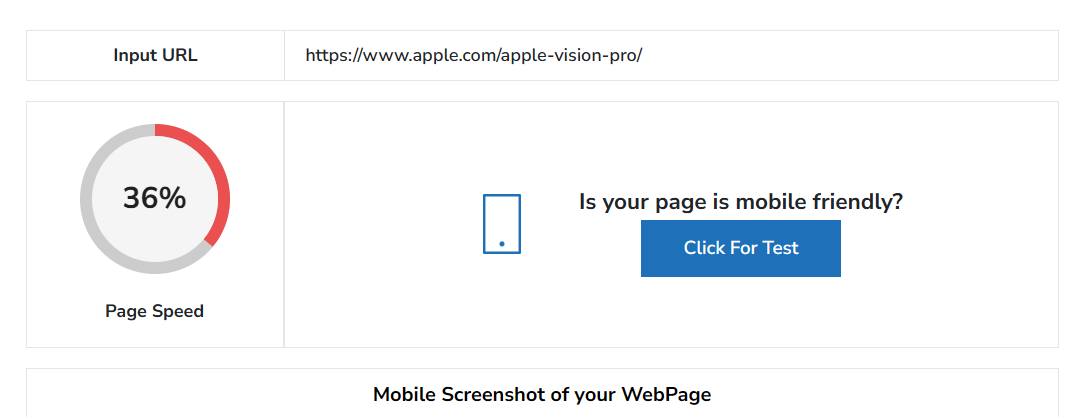 Input URL
https://www.apple.com/apple-vision-pro/
36%
Page Speed
Is your page is mobile friendly?
Click For Test
Mobile Screenshot of your WebPage